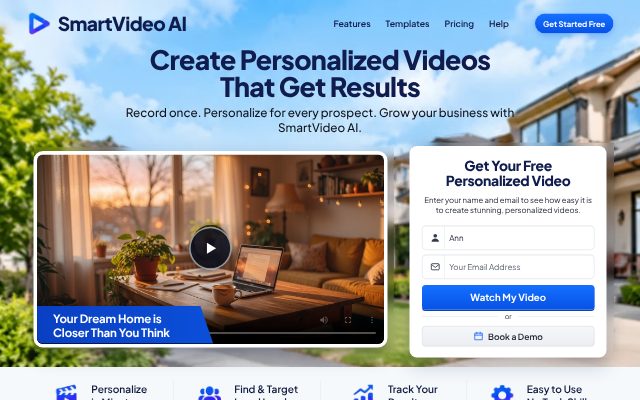 SmartVideo AI
Features
Templates
Pricing
Help
Get Started Free
Create Personalized Videos
That Get Results
Record once. Personalize for every prospect. Grow your business with
SmartVideo AI.
Your Dream Home is
Closer Than You Think
Get Your Free
Personalized Video
Enter your name and email to see how easy it is
to create stunning, personalized videos.
Ann
Your Email Address
Watch My Video
or
Book a Demo
Personalize
Find & Target
Track Your
Easy to Use